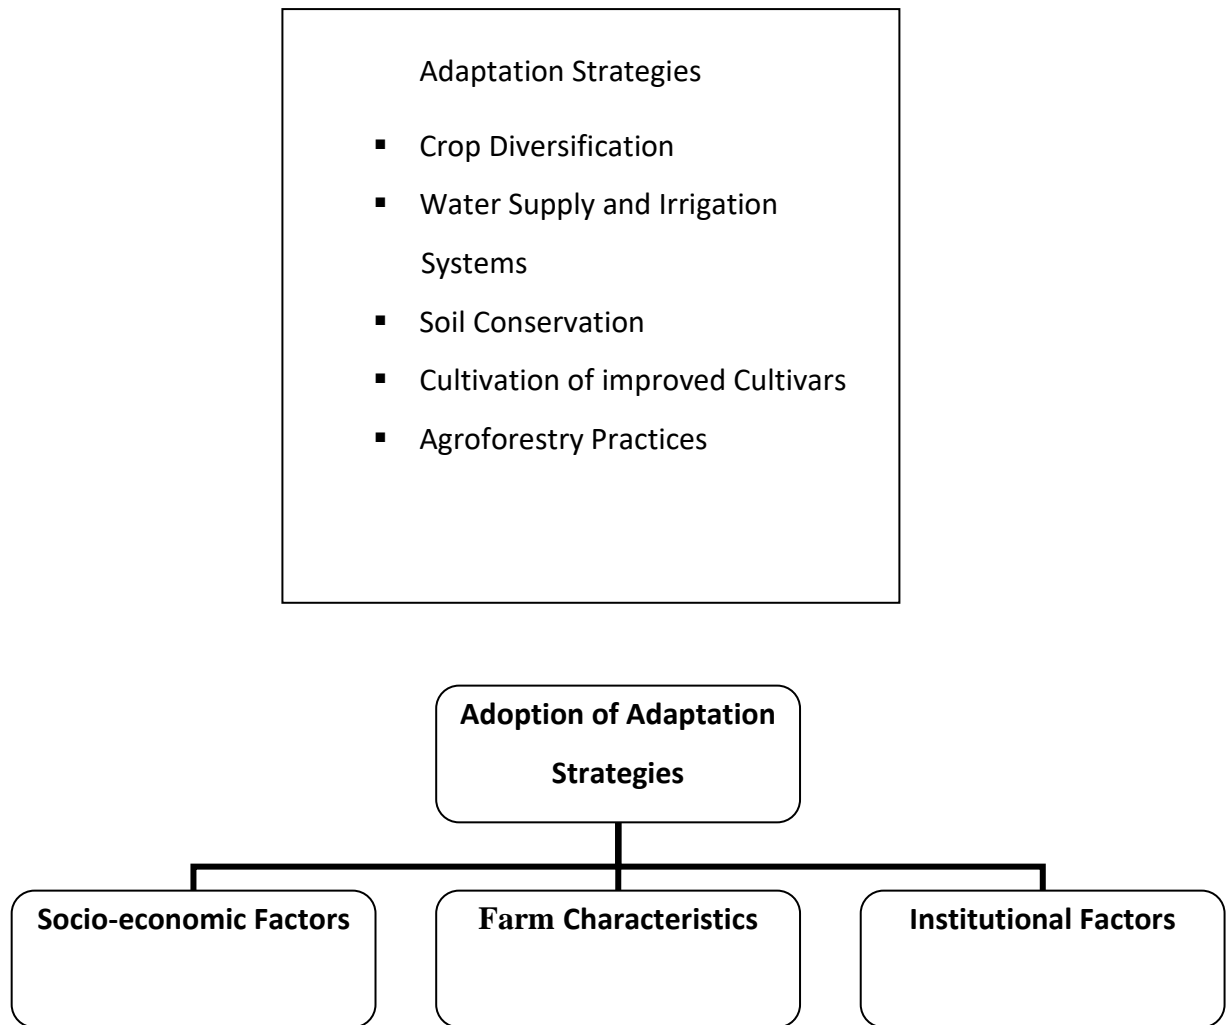 Adaptation Strategies
▪ Crop Diversification
▪ Water Supply and Irrigation
Systems
▪ Soil Conservation
▪ Cultivation of improved Cultivars
▪ Agroforestry Practices
Adoption of Adaptation
Strategies
Socio-economic Factors
Farm Characteristics
Institutional Factors